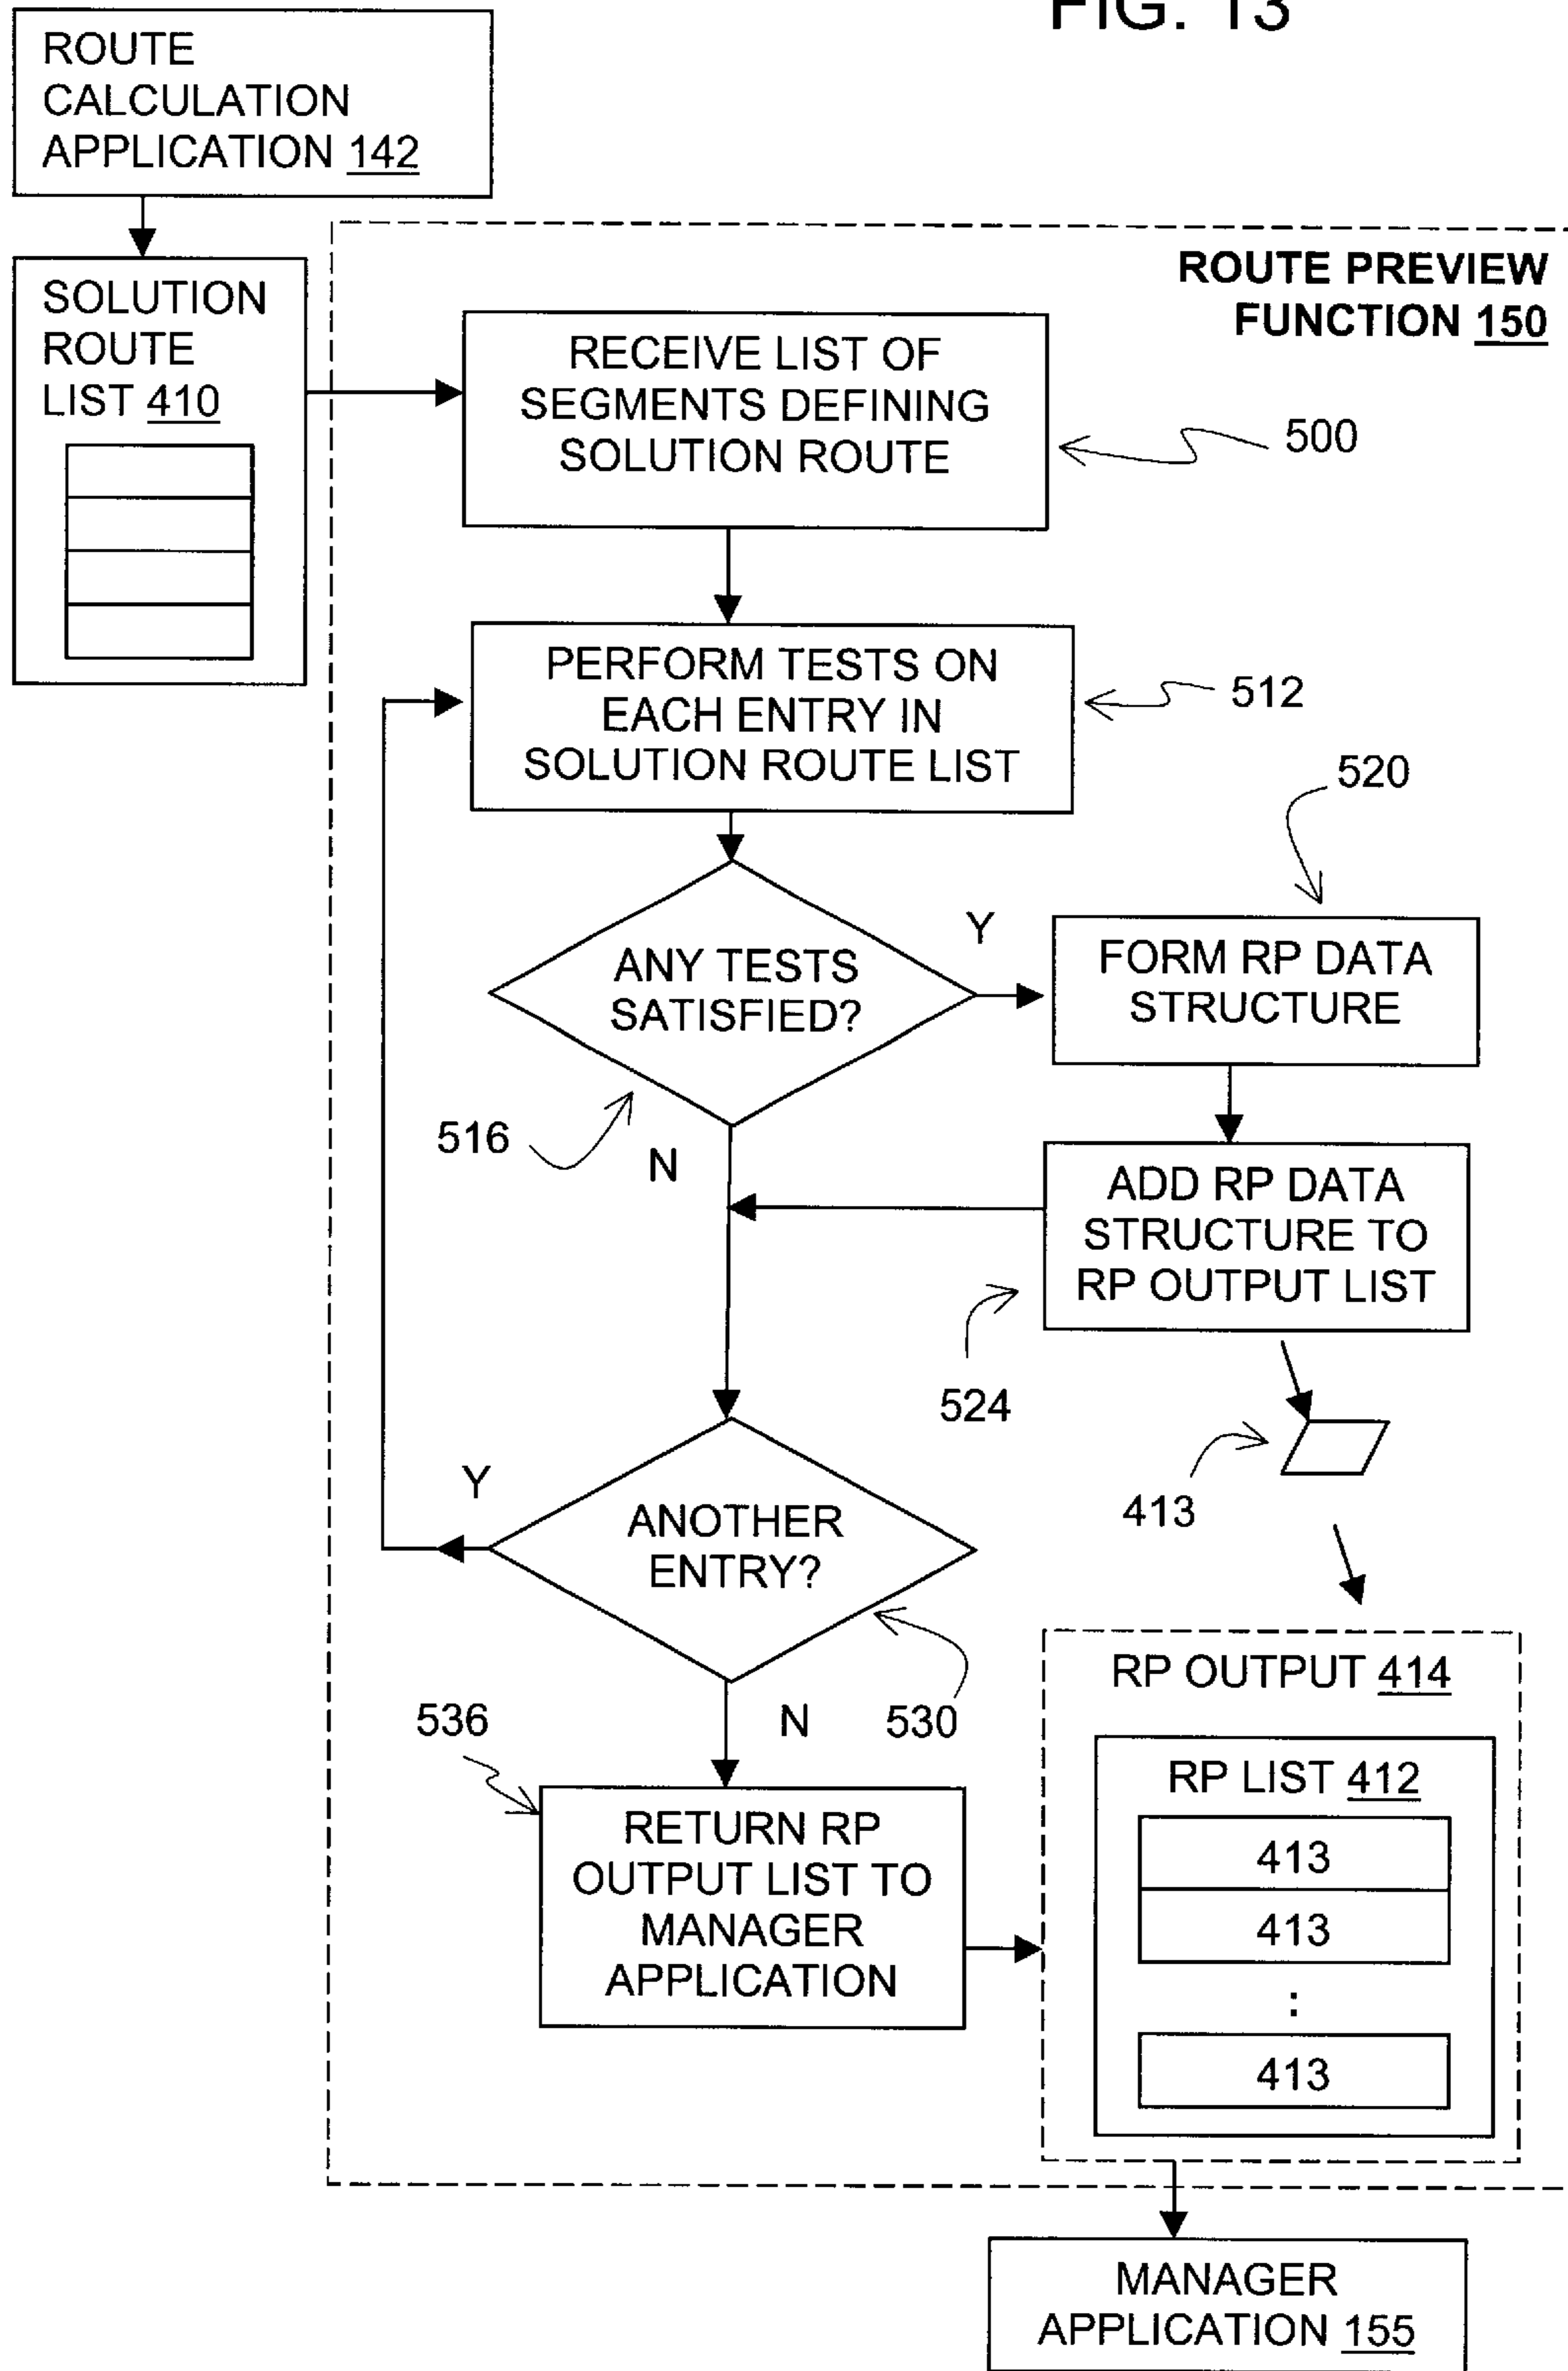 FIG. 13
ROUTE
CALCULATION
APPLICATION 142
SOLUTION
ROUTE
LIST 410
ROUTE PREVIEW
FUNCTION 150
RECEIVE LIST OF
SEGMENTS DEFINING
SOLUTION ROUTE
500
PERFORM TESTS ON
EACH ENTRY IN
SOLUTION ROUTE LIST
512
520
ANY TESTS
SATISFIED?
Y
FORM RP DATA
STRUCTURE
516
N
ADD RP DATA
STRUCTURE TO
RP OUTPUT LIST
524
413
Y
ANOTHER
ENTRY?
530
N
536
RETURN RP
OUTPUT LIST TO
MANAGER
APPLICATION
RP OUTPUT 414
RP LIST 412
413
413
:
413
MANAGER
APPLICATION 155